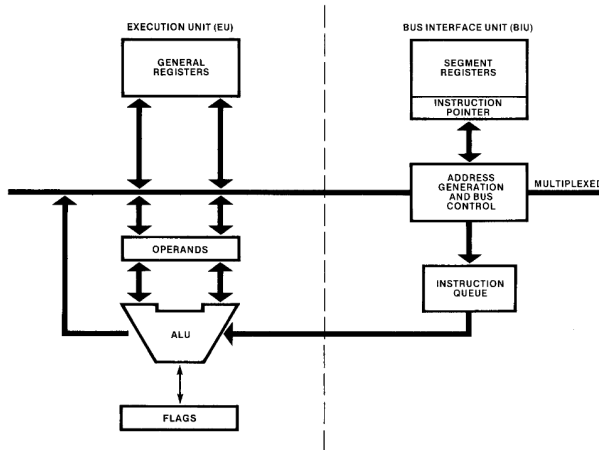 EXECUTION UNIT (EU)
GENERAL
REGISTERS
OPERANDS
ALU
FLAGS
BUS INTERFACE UNIT (BIU)
SEGMENT
REGISTERS
INSTRUCTION
POINTER
ADDRESS
GENERATION
AND BUS
CONTROL
MULTIPLEXED
INSTRUCTION
QUEUE